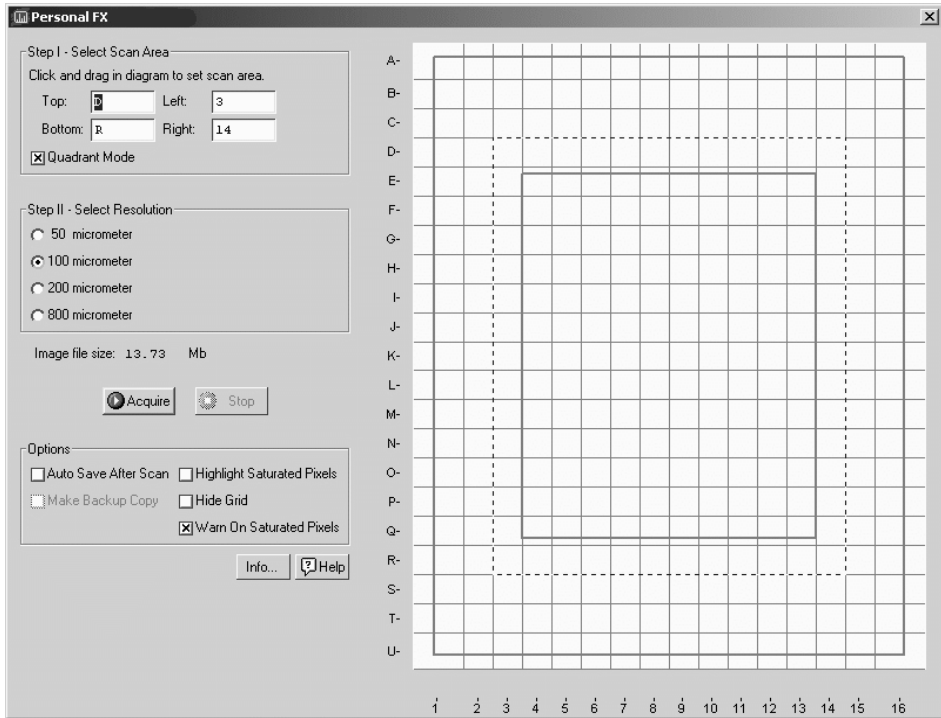 Personal FX
Step I - Select Scan Area
Click and drag in diagram to set scan area.
Top: D Left: 3
Bottom: R Right: 14
Quadrant Mode
Step II - Select Resolution
50 micrometer
100 micrometer
200 micrometer
800 micrometer
Image file size: 13.73 Mb
Acquire Stop
Options
Auto Save After Scan Highlight Saturated Pixels
Make Backup Copy Hide Grid
Warn On Saturated Pixels
Info... Help
A-
B-
C-
D-
E-
F-
G-
H-
I-
J-
K-
L-
M-
N-
O-
P-
Q-
R-
S-
T-
U-
1 2 3 4 5 6 7 8 9 10 11 12 13 14 15 16